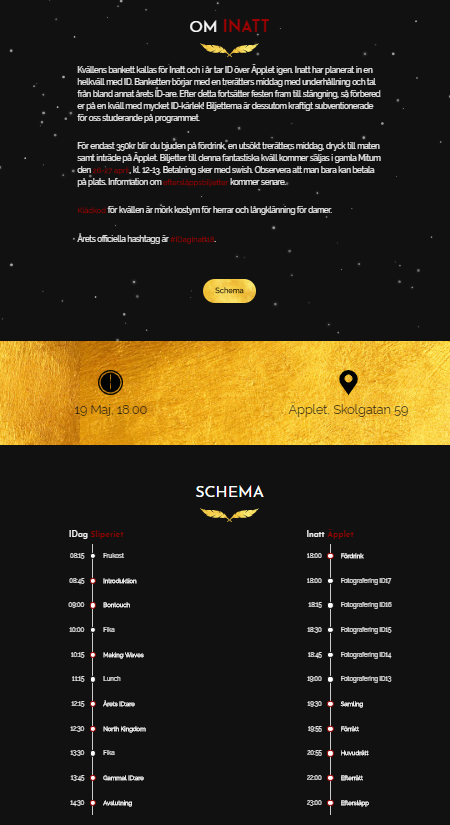 OM INATT
Kvällens bankett kallas för Inatt och i år tar ID över Äpplet igen. Inatt har planerat in en
helkväll med ID. Banketten börjar med en trerätters middag med underhållning och tal
från bland annat årets ID-are. Efter detta fortsätter festen fram till stängning, så förbered
er på en kväll med mycket ID-kärlek! Biljetterna är dessutom kraftigt subventionerade
för oss studerande på programmet.
För endast 350kr blir du bjuden på fördrink, en utsökt trerätters middag, dryck till maten
samt inträde på Äpplet. Biljetter till denna fantastiska kväll kommer säljas i gamla Mitum
den april, kl. 12-13. Betalning sker med swish. Observera att man bara kan betala
på plats. Information om eftersläppsbiljetter kommer senare.
Klädkod för kvällen är mörk kostym för herrar och långklänning för damer.
Årets officiella hashtagg är
Schema
19 Maj, 18.00
Äpplet, Skolgatan 59
SCHEMA
IDag Sliperiet
08:15 Frukost
08:45 Introduktion
09:00 Bontouch
10:00 Fika
10:15 Making Waves
11:15 Lunch
12:15 Årets IDare
12:30 North Kingdom
13:30 Fika
13:45 Gammal IDare
14:30 Avslutning
Inatt Äpplet
18:00 Fördrink
18:00 Fotografering ID17
18:15 Fotografering ID16
18:30 Fotografering ID15
18:45 Fotografering ID14
19:00 Fotografering ID13
19:30 Samling
19:55 Förrätt
20:55 Huvudrätt
22:00 Efterrätt
23:00 Eftersläpp